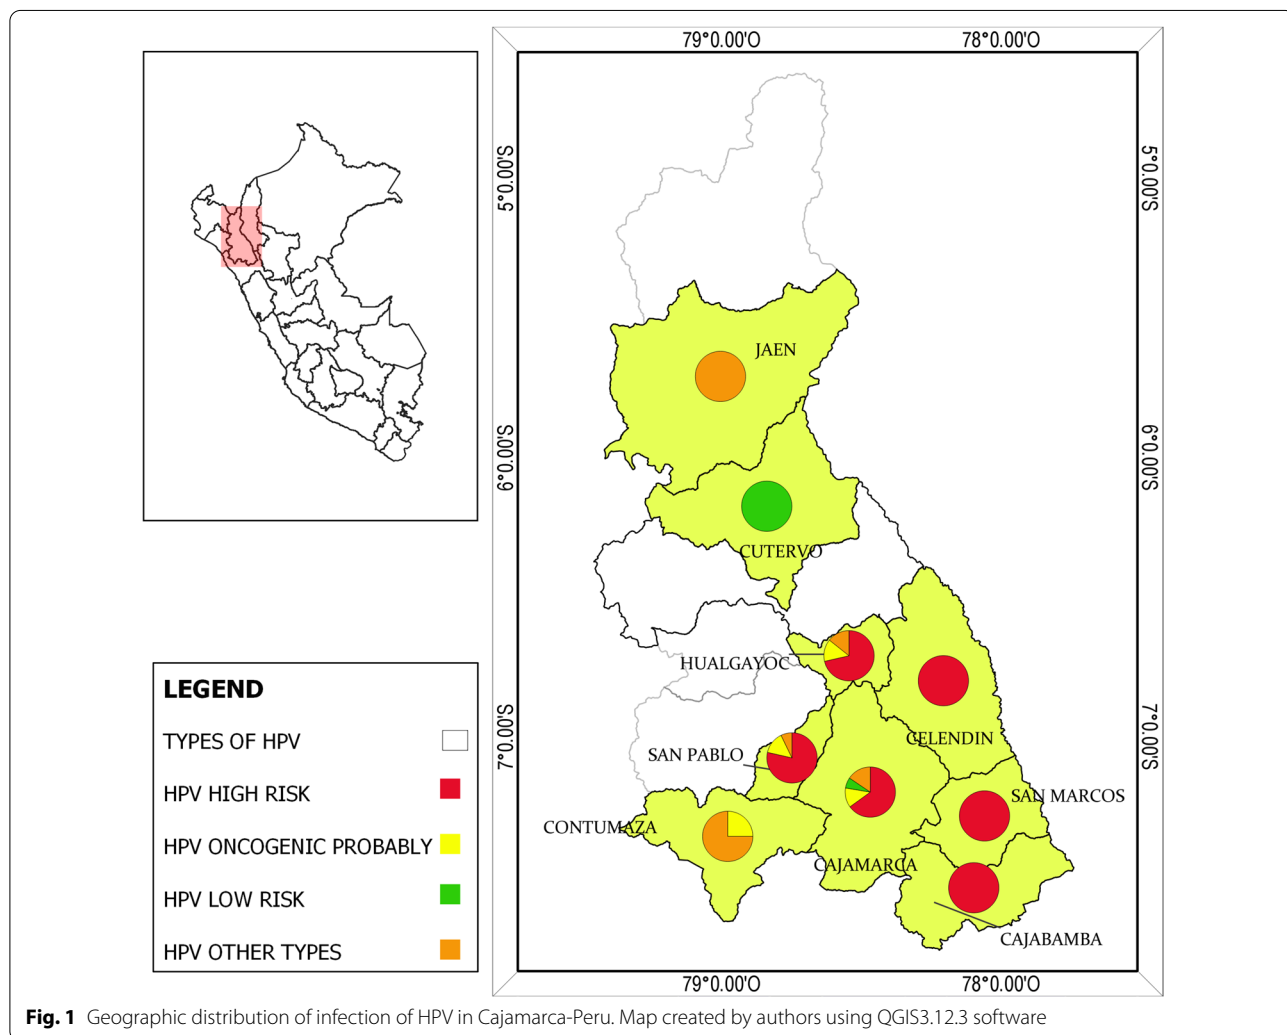 79°0.00'O
78°0.00'O
5°0.00'S
5°0.00'S
JAEN
6°0.00'S
6°0.00'S
CUTERVO
HUALGAYOC
7°0.00'S
7°0.00'S
CELENDIN
SAN PABLO
SAN MARCOS
CONTUMAZA
CAJAMARCA
CAJABAMBA
79°0.00'O
78°0.00'O
LEGEND
TYPES OF HPV
HPV HIGH RISK
HPV ONCOGENIC PROBABLY
HPV LOW RISK
HPV OTHER TYPES
Fig. 1 Geographic distribution of infection of HPV in Cajamarca-Peru. Map created by authors using QGIS3.12.3 software